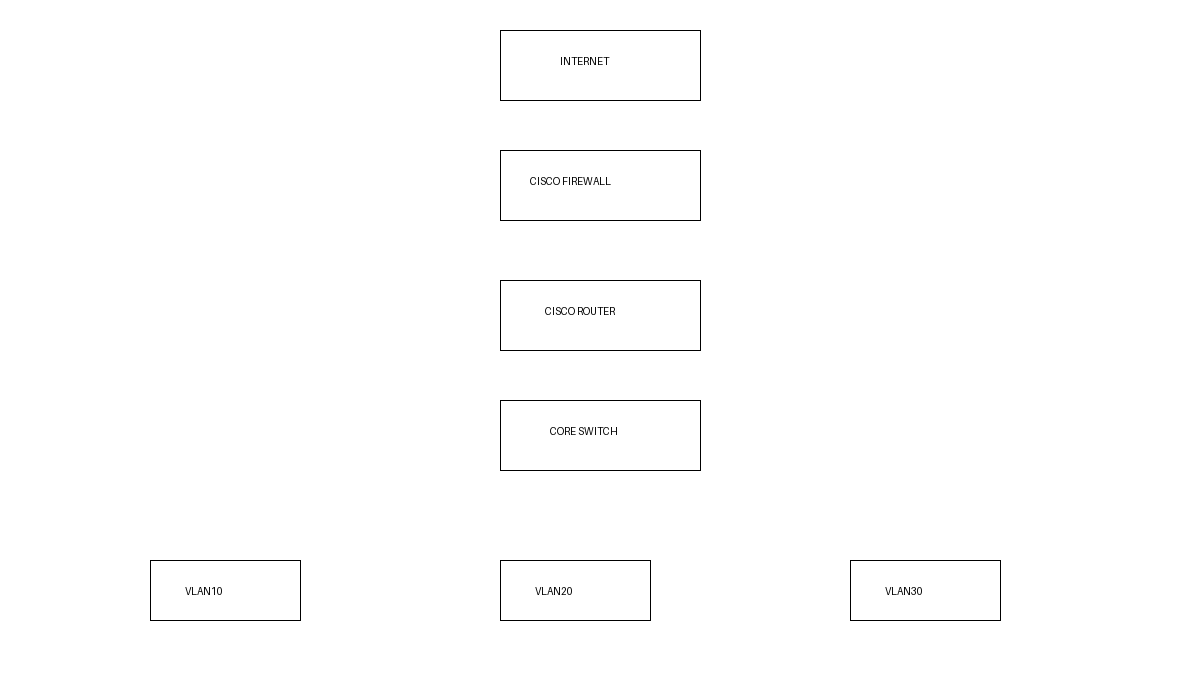 INTERNET
CISCO FIREWALL
CISCO ROUTER
CORE SWITCH
VLAN10
VLAN20
VLAN30